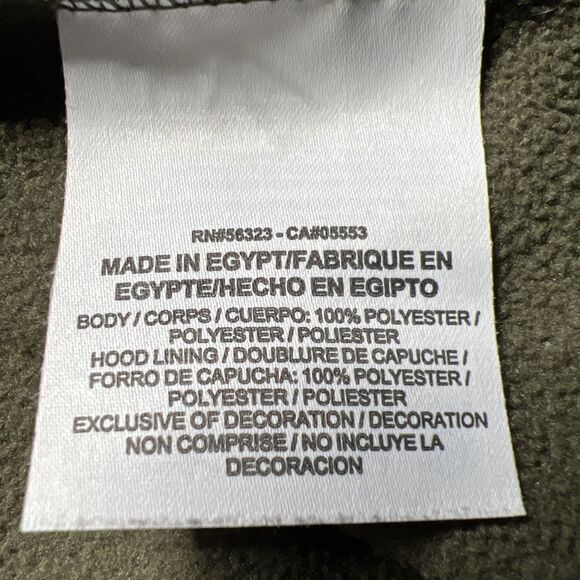 RN#56323 - CA#05553
MADE IN EGYPT/FABRIQUE EN
EGYPTE/HECHO EN EGIPTO
BODY / CORPS / CUERPO: 100% POLYESTER /
POLYESTER / POLIESTER
HOOD LINING / DOUBLURE DE CAPUCHE /
FORRO DE CAPUCHA: 100% POLYESTER /
POLYESTER / POLIESTER
EXCLUSIVE OF DECORATION / DECORATION
NON COMPRISE / NO INCLUYE LA
DECORACION